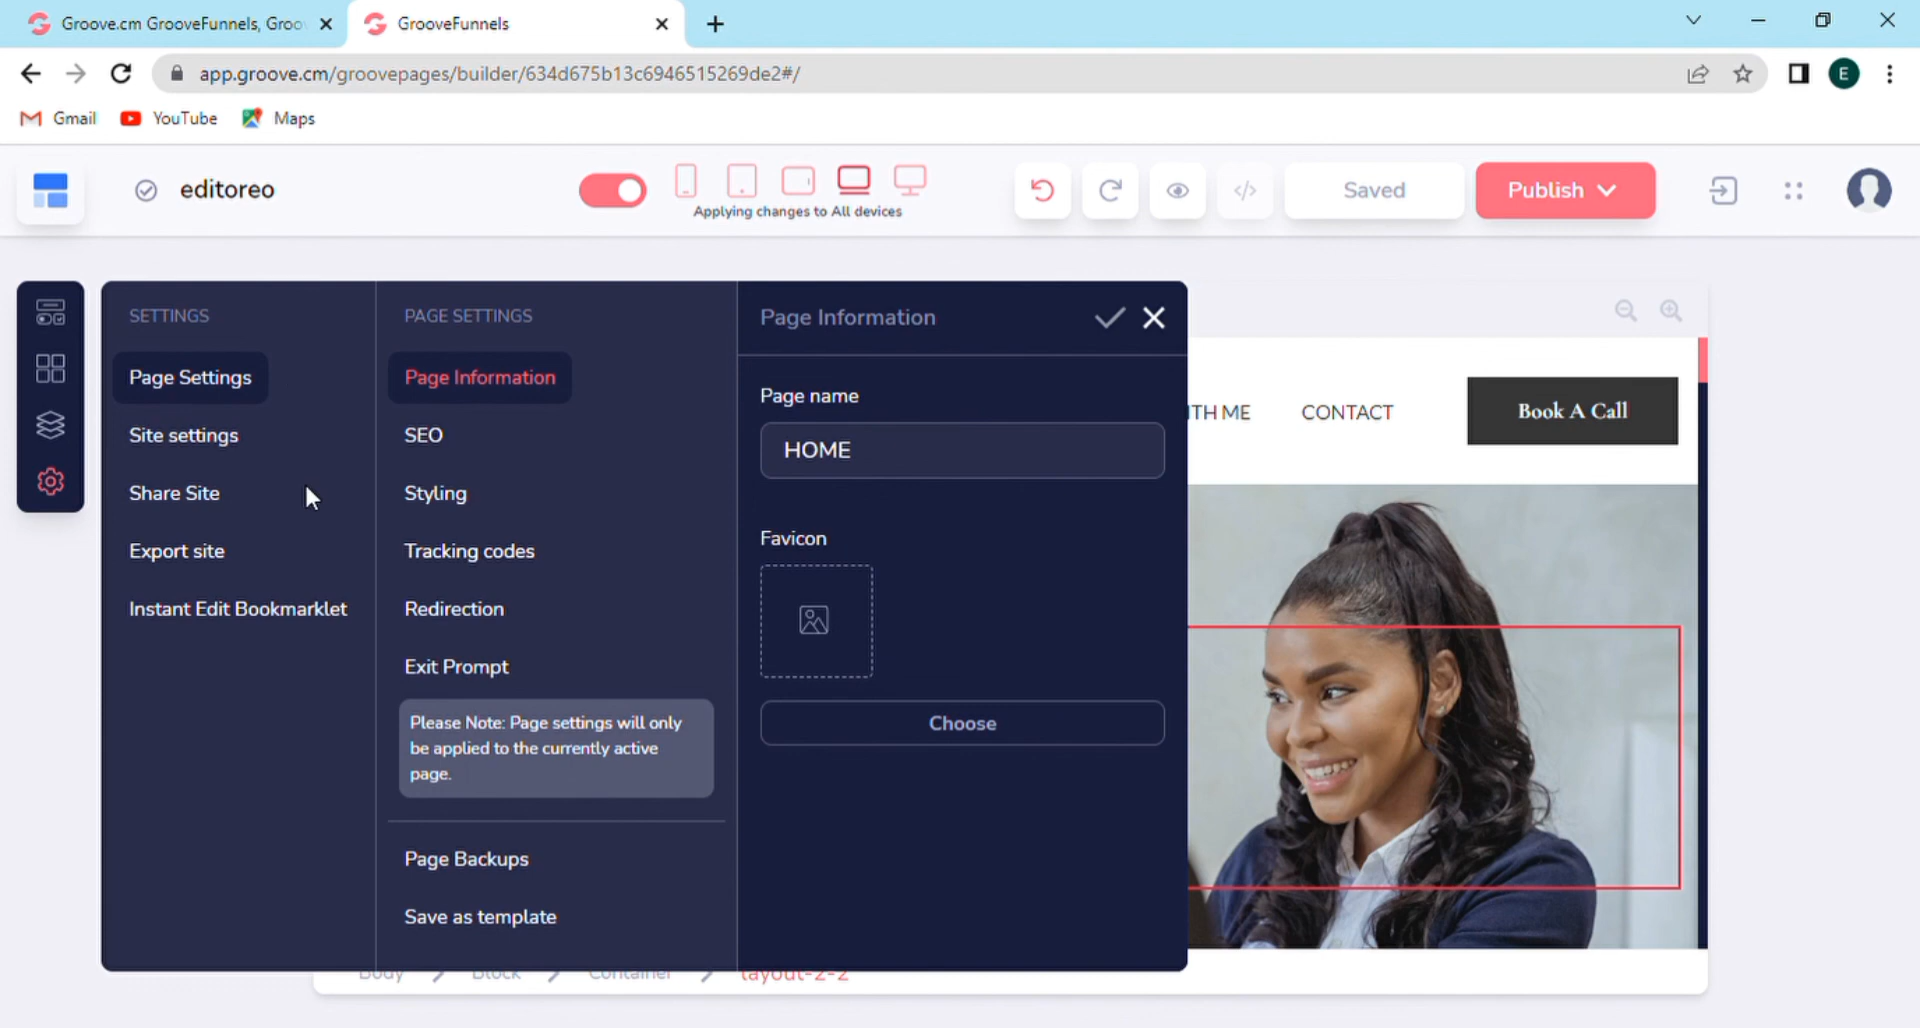 Groove.cm GrooveFunnels, Groo
GrooveFunnels
app.groove.cm/groovepages/builder/634d675b13c6946515269de2#/
E
Gmail
YouTube
Maps
editoreo
Applying changes to All devices
Saved
Publish
SETTINGS
Page Settings
Site settings
Share Site
Export site
Instant Edit Bookmarklet
PAGE SETTINGS
Page Information
SEO
Styling
Tracking codes
Redirection
Exit Prompt
Please Note: Page settings will only
be applied to the currently active
page.
Page Backups
Save as template
Page Information
Page name
HOME
Favicon
Choose
ITH ME
CONTACT
Book A Call
Body
Block
Container
layout-2-2